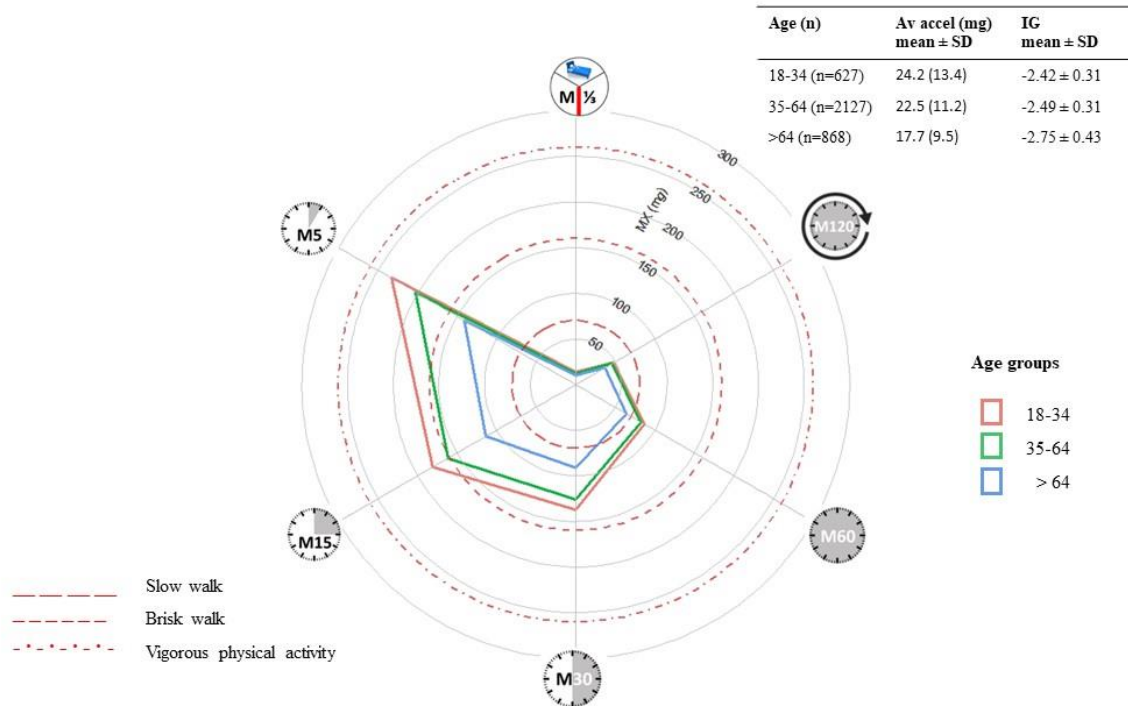 Age (n) Av accel (mg) IG
mean ± SD mean ± SD
18-34 (n=627) 24.2 (13.4) -2.42 ± 0.31
35-64 (n=2127) 22.5 (11.2) -2.49 ± 0.31
>64 (n=868) 17.7 (9.5) -2.75 ± 0.43
M ⅓
300
250
MX (mg)
200
150
100
50
M5
M120
M15
M60
M30
Age groups
18-34
35-64
> 64
Slow walk
Brisk walk
Vigorous physical activity